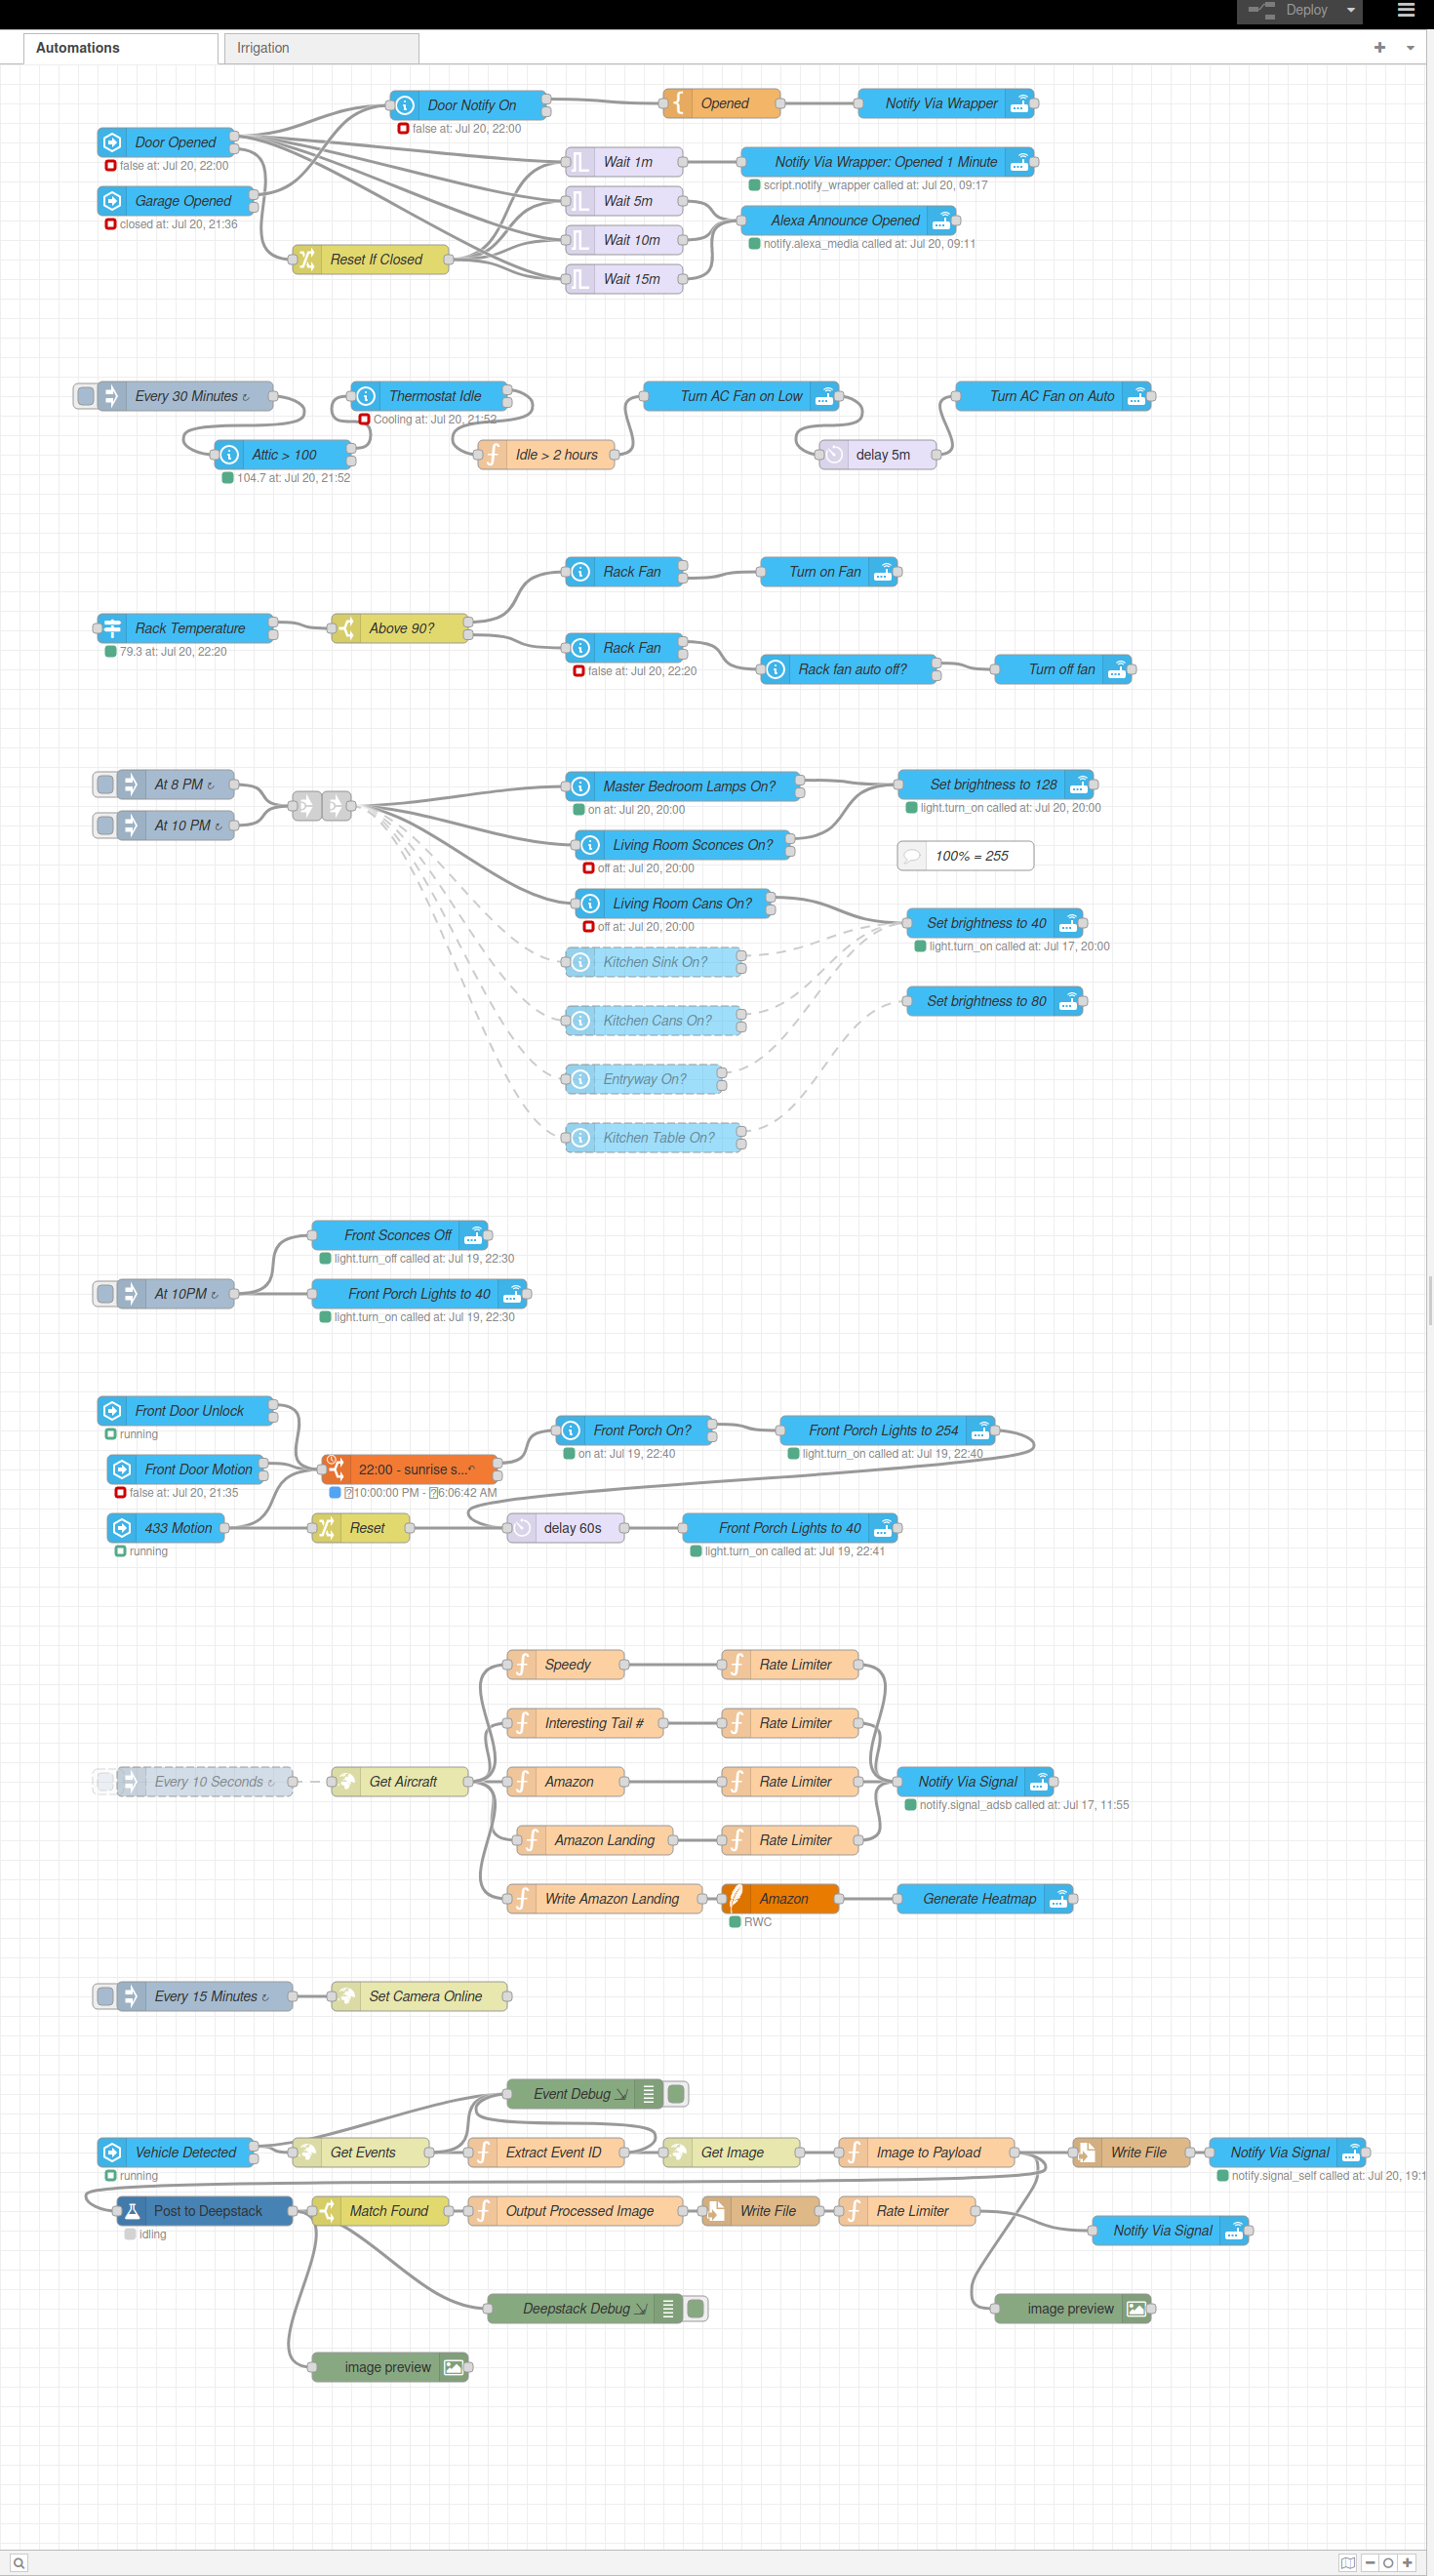 Deploy
Automations
Irrigation
Door Notify On
false at: Jul 20, 22:00
Opened
Notify Via Wrapper
Door Opened
false at: Jul 20, 22:00
Wait 1m
Notify Via Wrapper: Opened 1 Minute
script.notify_wrapper called at: Jul 20, 09:17
Garage Opened
closed at: Jul 20, 21:36
Wait 5m
Alexa Announce Opened
notify.alexa_media called at: Jul 20, 09:11
Wait 10m
Reset If Closed
Wait 15m
Every 30 Minutes ↻
Thermostat Idle
Cooling at: Jul 20, 21:52
Turn AC Fan on Low
Turn AC Fan on Auto
Attic > 100
104.7 at: Jul 20, 21:52
Idle > 2 hours
delay 5m
Rack Fan
Turn on Fan
Rack Temperature
79.3 at: Jul 20, 22:20
Above 90?
Rack Fan
false at: Jul 20, 22:20
Rack fan auto off?
Turn off fan
At 8 PM ↻
Master Bedroom Lamps On?
on at: Jul 20, 20:00
Set brightness to 128
light.turn_on called at: Jul 20, 20:00
At 10 PM ↻
Living Room Sconces On?
off at: Jul 20, 20:00
100% = 255
Living Room Cans On?
off at: Jul 20, 20:00
Set brightness to 40
light.turn_on called at: Jul 17, 20:00
Kitchen Sink On?
Set brightness to 80
Kitchen Cans On?
Entryway On?
Kitchen Table On?
Front Sconces Off
light.turn_off called at: Jul 19, 22:30
At 10PM ↻
Front Porch Lights to 40
light.turn_on called at: Jul 19, 22:30
Front Door Unlock
running
Front Porch On?
on at: Jul 19, 22:40
Front Porch Lights to 254
light.turn_on called at: Jul 19, 22:40
Front Door Motion
false at: Jul 20, 21:35
22:00 - sunrise s...
10:00:00 PM - 6:06:42 AM
433 Motion
running
Reset
delay 60s
Front Porch Lights to 40
light.turn_on called at: Jul 19, 22:41
Speedy
Rate Limiter
Interesting Tail #
Rate Limiter
Every 10 Seconds ↻
Get Aircraft
Amazon
Rate Limiter
Notify Via Signal
notify.signal_adsb called at: Jul 17, 11:55
Amazon Landing
Rate Limiter
Write Amazon Landing
Amazon
RWC
Generate Heatmap
Every 15 Minutes ↻
Set Camera Online
Event Debug
Vehicle Detected
running
Get Events
Extract Event ID
Get Image
Image to Payload
Write File
Notify Via Signal
notify.signal_self called at: Jul 20, 19:1
Post to Deepstack
idling
Match Found
Output Processed Image
Write File
Rate Limiter
Notify Via Signal
Deepstack Debug
image preview
image preview